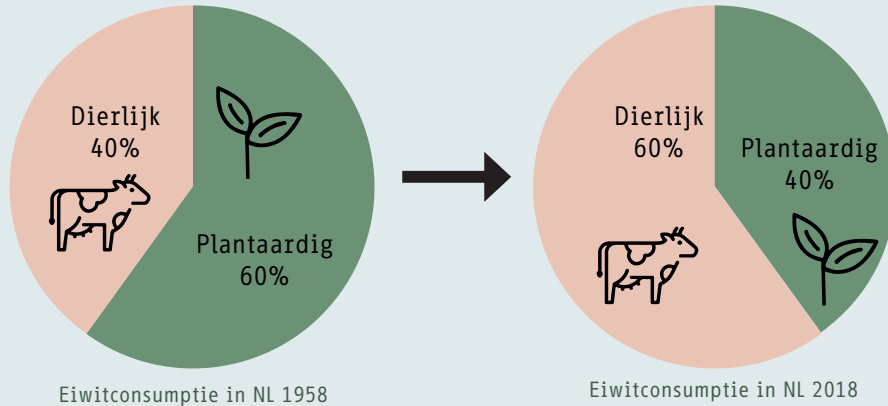 Dierlijk
40%
Plantaardig
60%
Eiwitconsumptie in NL 1958
Dierlijk
60%
Plantaardig
40%
Eiwitconsumptie in NL 2018